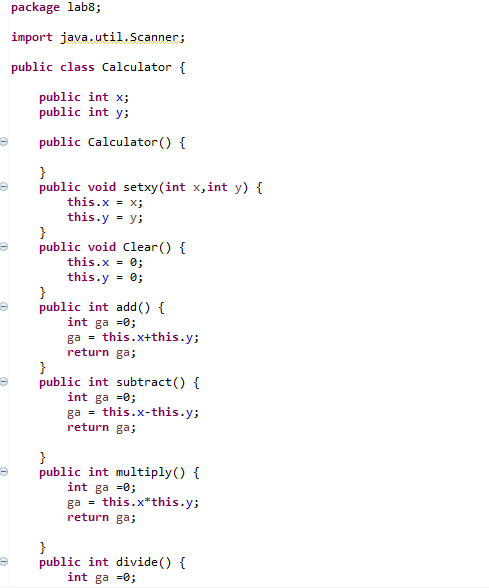 package lab8;
import java.util.Scanner;
public class Calculator {
public int x;
public int y;
public Calculator() {
}
public void setxy(int x,int y) {
this.x = x;
this.y = y;
}
public void Clear() {
this.x = 0;
this.y = 0;
}
public int add() {
int ga =0;
ga = this.x+this.y;
return ga;
}
public int subtract() {
int ga =0;
ga = this.x-this.y;
return ga;
}
public int multiply() {
int ga =0;
ga = this.x*this.y;
return ga;
}
public int divide() {
int ga =0;